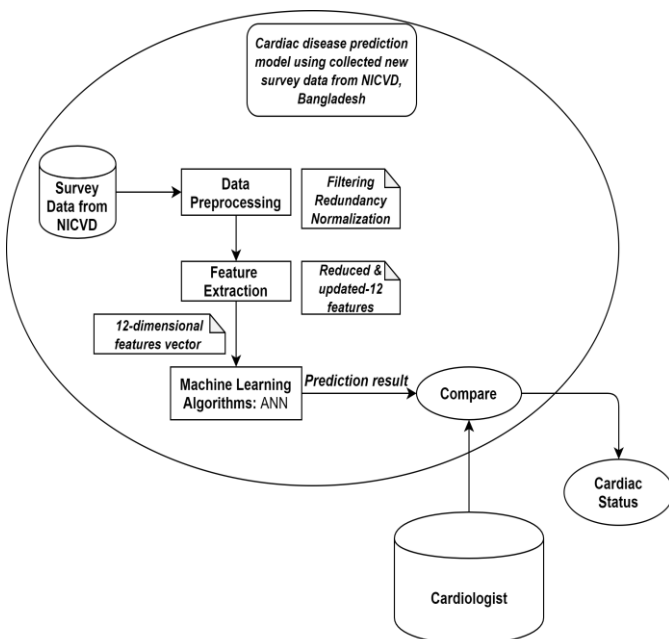 Cardiac disease prediction
model using collected new
survey data from NICVD,
Bangladesh
Survey
Data from
NICVD
Data
Preprocessing
Filtering
Redundancy
Normalization
Feature
Extraction
Reduced &
updated-12
features
12-dimensional
features vector
Machine Learning
Algorithms: ANN
Prediction result
Compare
Cardiac
Status
Cardiologist